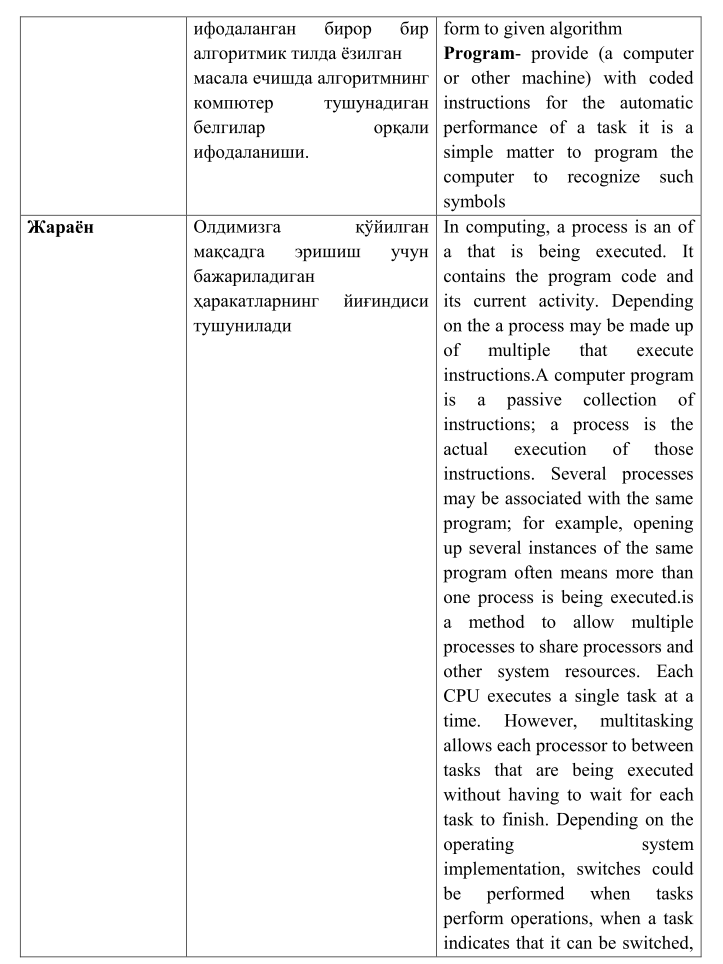 ифодаланган бирор бир
алгоритмик тилда ёзилган
масала ечишда алгоритмнинг
компютер тушунадиган
белгилар орқали
ифодаланиши.
form to given algorithm
Program- provide (a computer
or other machine) with coded
instructions for the automatic
performance of a task it is a
simple matter to program the
computer to recognize such
symbols
Жараён
Олдимизга қўйилган
мақсадга эришиш учун
бажариладиган
ҳаракатларнинг йиғиндиси
тушунилади
In computing, a process is an of
a that is being executed. It
contains the program code and
its current activity. Depending
on the a process may be made up
of multiple that execute
instructions.A computer program
is a passive collection of
instructions; a process is the
actual execution of those
instructions. Several processes
may be associated with the same
program; for example, opening
up several instances of the same
program often means more than
one process is being executed.is
a method to allow multiple
processes to share processors and
other system resources. Each
CPU executes a single task at a
time. However, multitasking
allows each processor to between
tasks that are being executed
without having to wait for each
task to finish. Depending on the
operating system
implementation, switches could
be performed when tasks
perform operations, when a task
indicates that it can be switched,